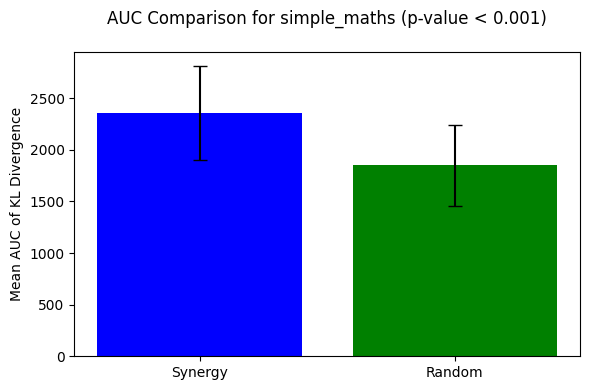 AUC Comparison for simple_maths (p-value < 0.001)
Mean AUC of KL Divergence
2500
2000
1500
1000
500
0
Synergy
Random